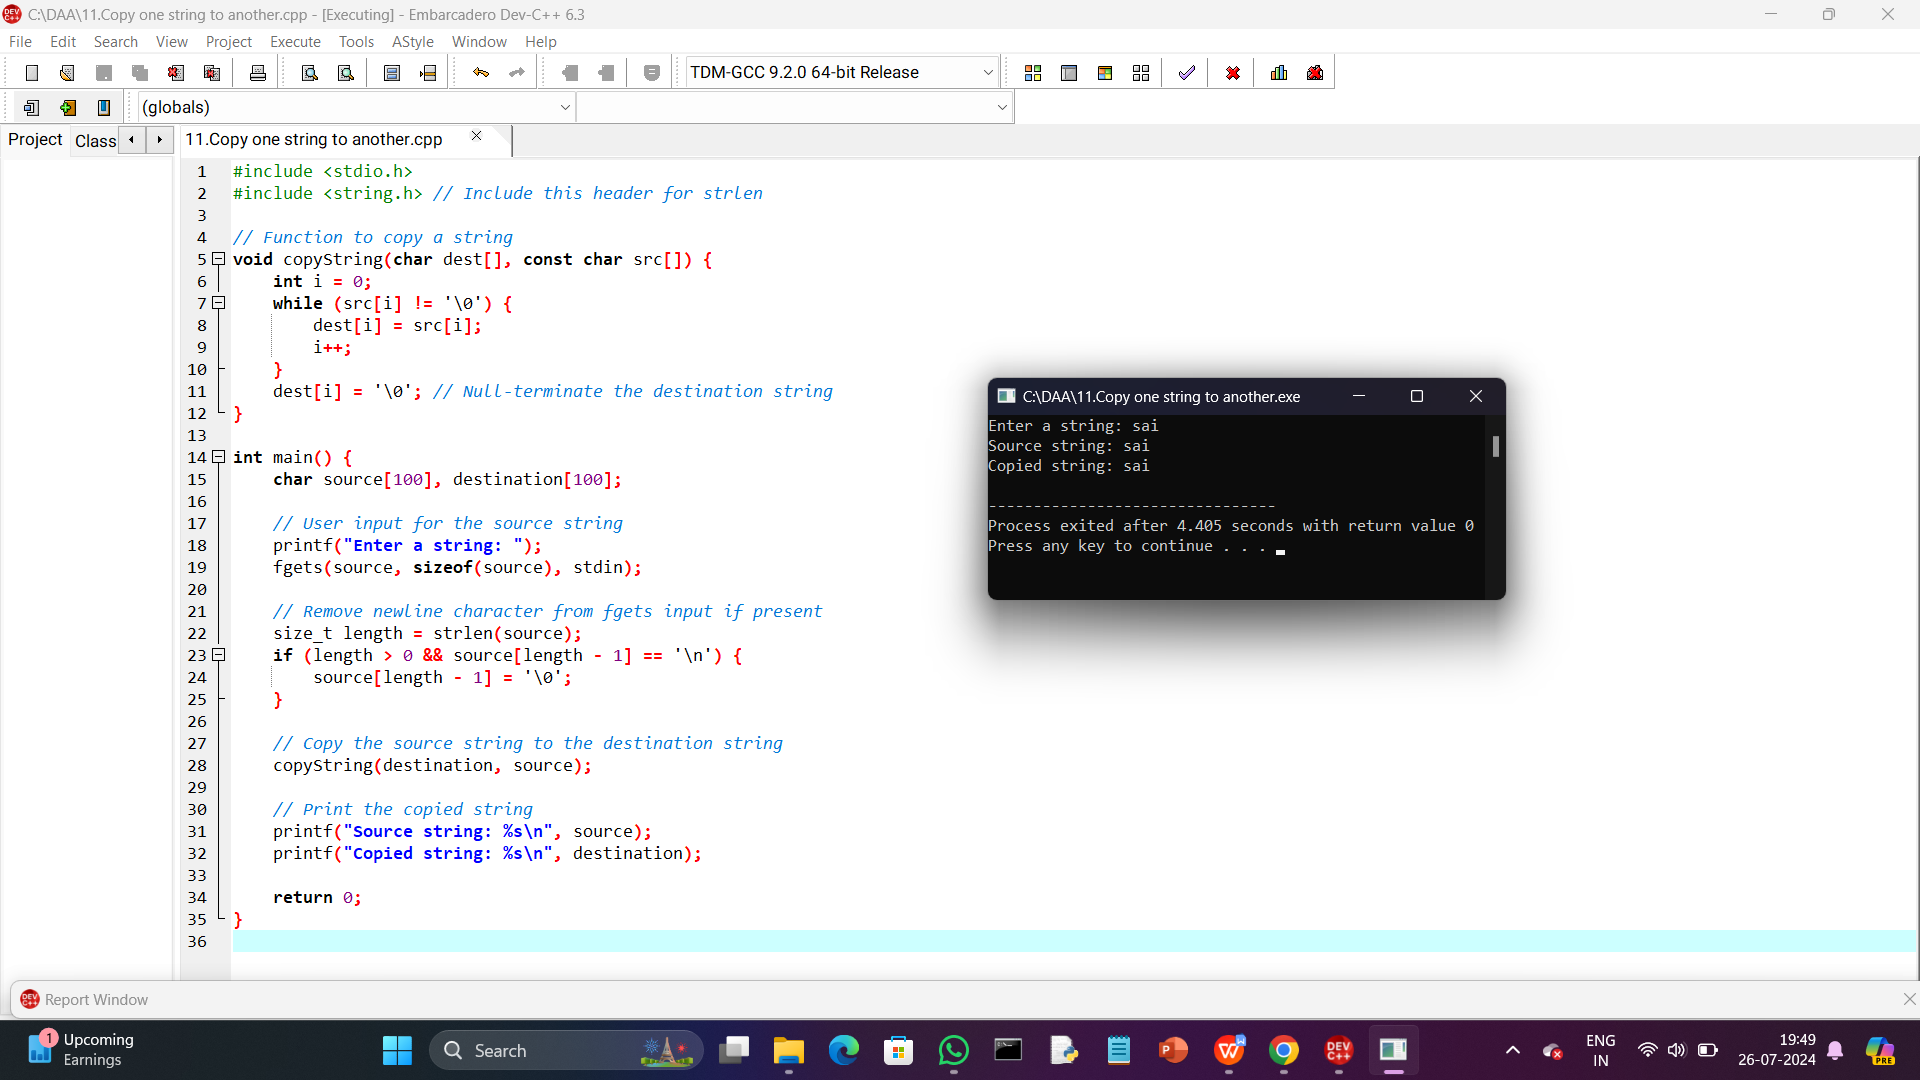 C:\DAA\11.Copy one string to another.cpp - [Executing] - Embarcadero Dev-C++ 6.3
File Edit Search View Project Execute Tools AStyle Window Help
TDM-GCC 9.2.0 64-bit Release
(globals)
Project Class 11.Copy one string to another.cpp
1 #include <stdio.h>
2 #include <string.h> // Include this header for strlen
3
4 // Function to copy a string
5 void copyString(char dest[], const char src[]) {
6 int i = 0;
7 while (src[i] != '\0') {
8 dest[i] = src[i];
9 i++;
10 }
11 dest[i] = '\0'; // Null-terminate the destination string
12 }
13
14 int main() {
15 char source[100], destination[100];
16
17 // User input for the source string
18 printf("Enter a string: ");
19 fgets(source, sizeof(source), stdin);
20
21 // Remove newline character from fgets input if present
22 size_t length = strlen(source);
23 if (length > 0 && source[length - 1] == '\n') {
24 source[length - 1] = '\0';
25 }
26
27 // Copy the source string to the destination string
28 copyString(destination, source);
29
30 // Print the copied string
31 printf("Source string: %s\n", source);
32 printf("Copied string: %s\n", destination);
33
34 return 0;
35 }
36
C:\DAA\11.Copy one string to another.exe
Enter a string: sai
Source string: sai
Copied string: sai
--------------------------------
Process exited after 4.405 seconds with return value 0
Press any key to continue . . .
DEV C++ Report Window
1 Upcoming
Earnings
Search
DEV C++
ENG
IN
19:49
26-07-2024
PRE